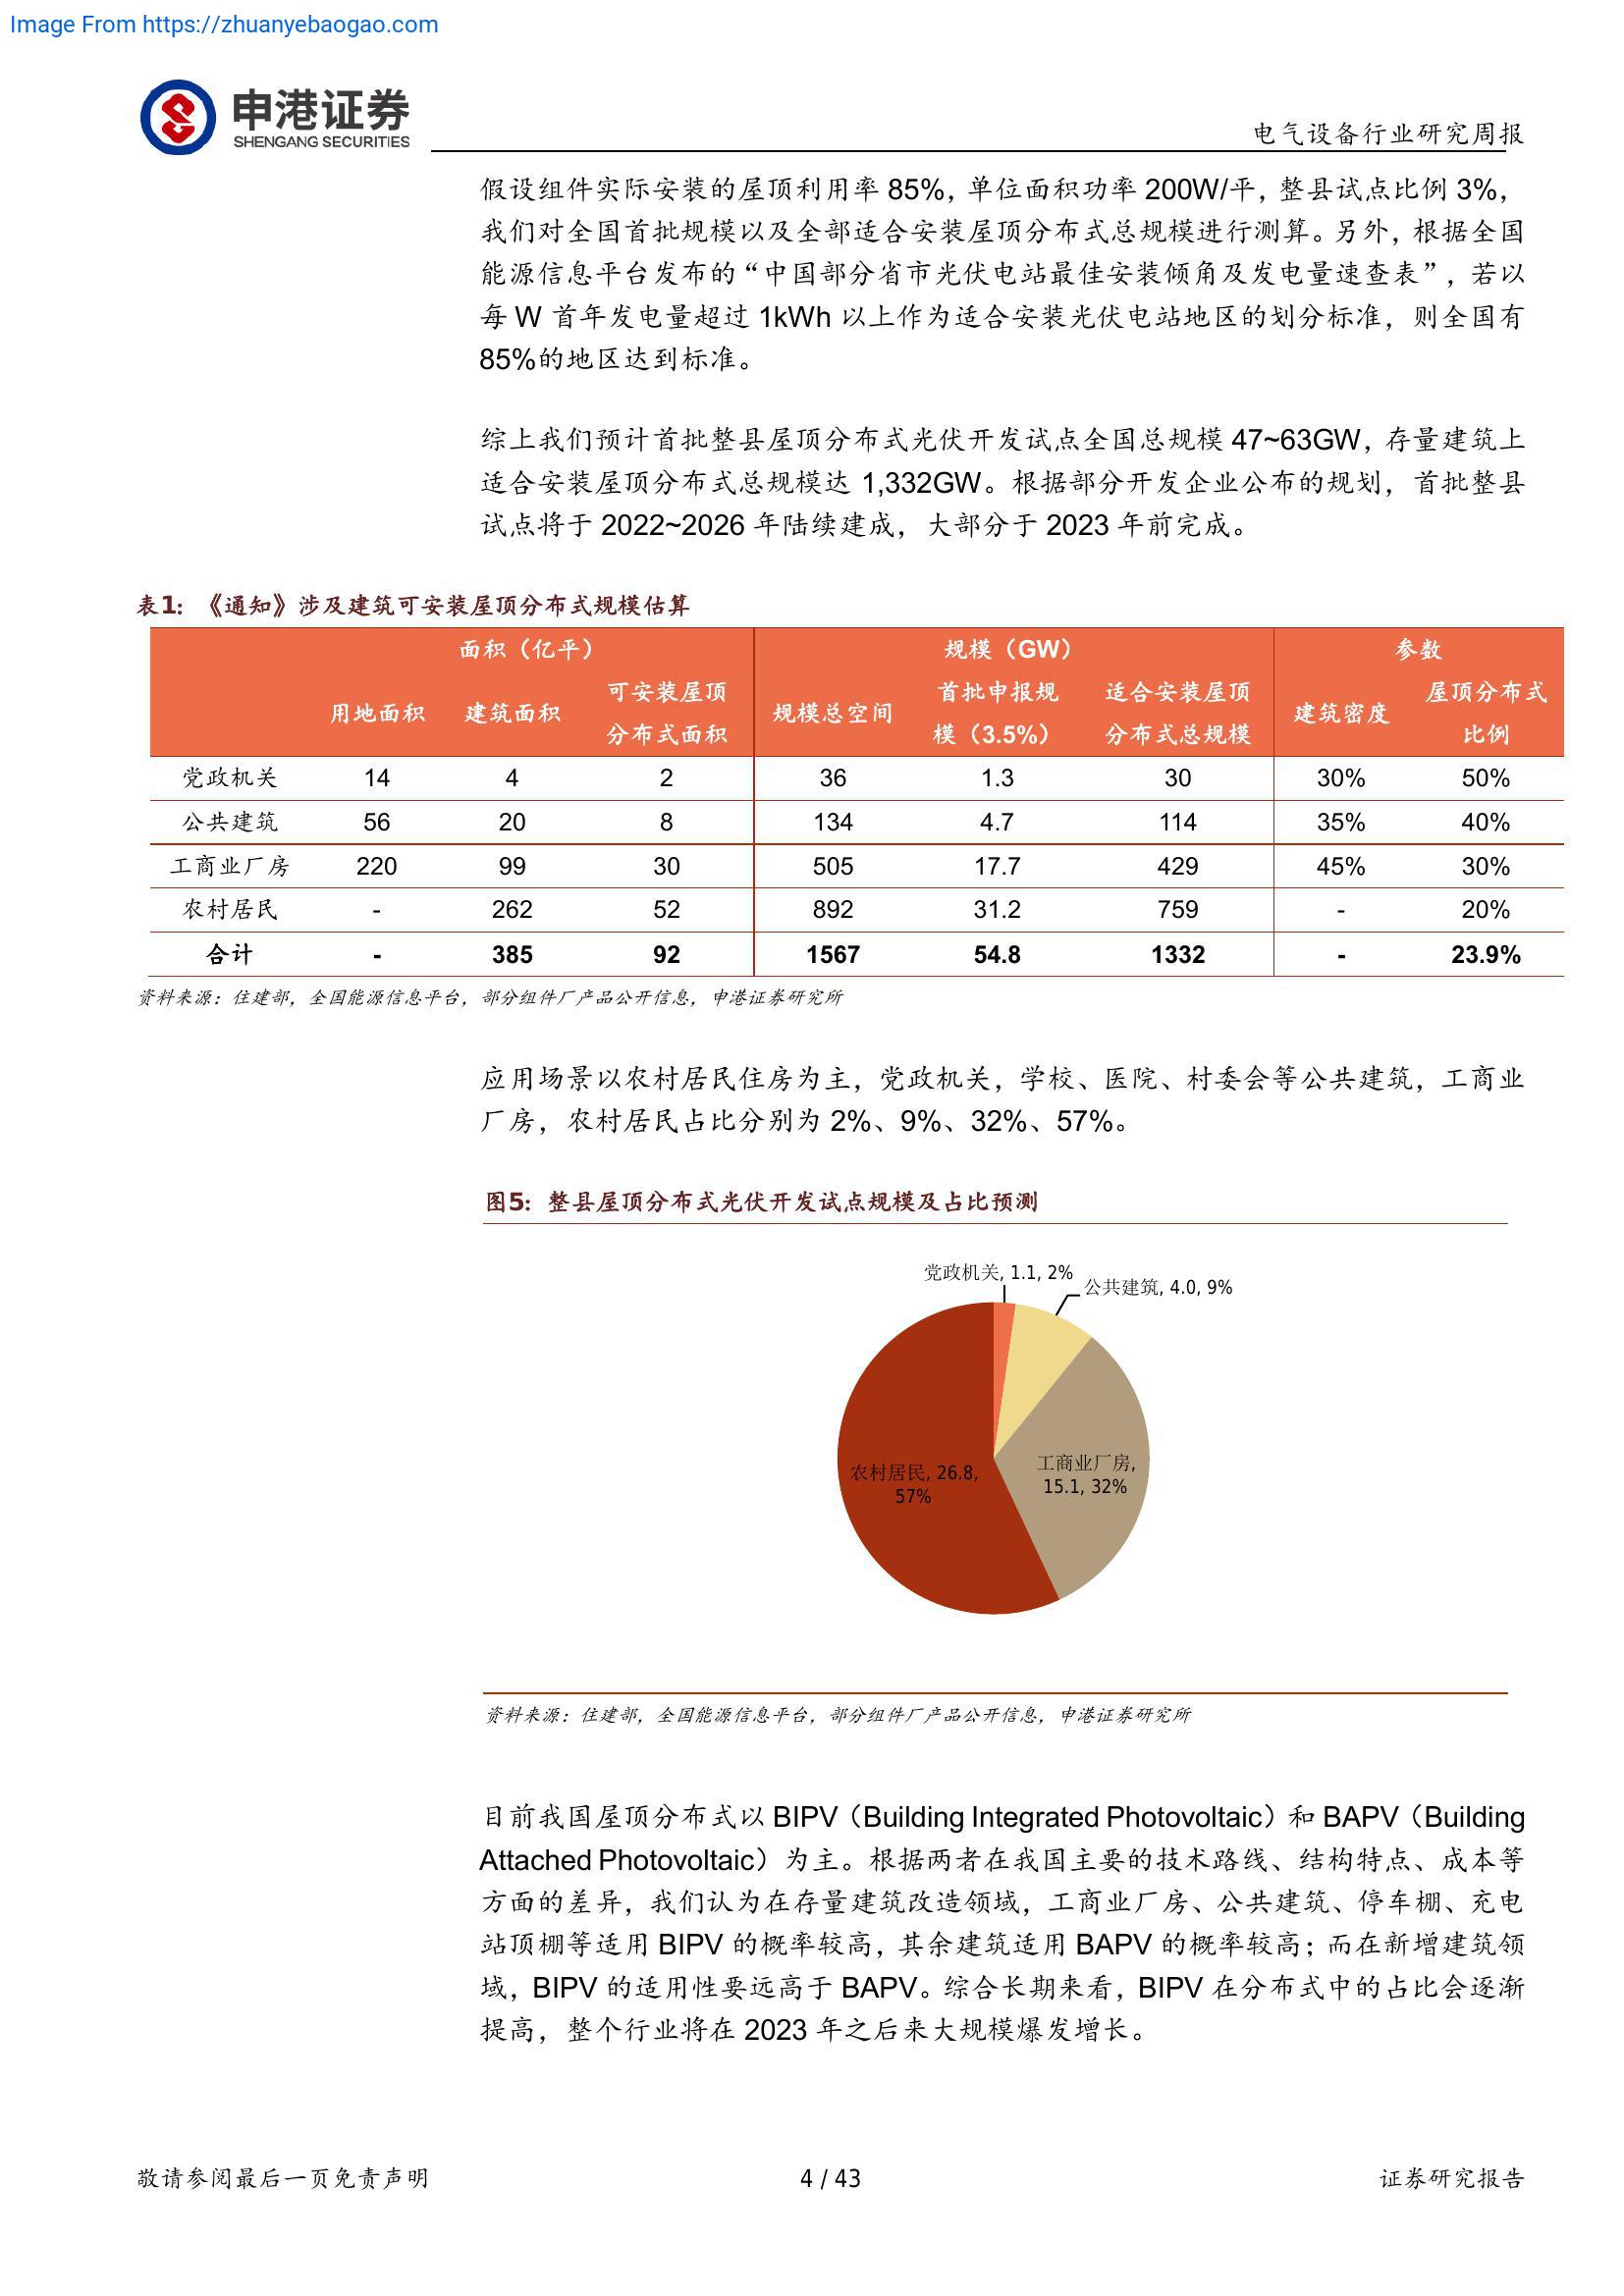 Image From https://zhuanyebaogao.com
申港证券
SHENGANG SECURITIES
电气设备行业研究周报
假设组件实际安装的屋顶利用率 85%，单位面积功率 200W/平，整县试点比例 3%，
我们对全国首批规模以及全部适合安装屋顶分布式总规模进行测算。另外，根据全国
能源信息平台发布的“中国部分省市光伏电站最佳安装倾角及发电量速查表”，若以
每 W 首年发电量超过 1kWh 以上作为适合安装光伏电站地区的划分标准，则全国有
85%的地区达到标准。
综上我们预计首批整县屋顶分布式光伏开发试点全国总规模 47~63GW，存量建筑上
适合安装屋顶分布式总规模达 1,332GW。根据部分开发企业公布的规划，首批整县
试点将于 2022~2026 年陆续建成，大部分于 2023 年前完成。
表1：《通知》涉及建筑可安装屋顶分布式规模估算
面积（亿平） 规模（GW） 参数
用地面积 建筑面积 可安装屋顶分布式面积 规模总空间 首批申报规模（3.5%） 适合安装屋顶分布式总规模 建筑密度 屋顶分布式比例
党政机关 14 4 2 36 1.3 30 30% 50%
公共建筑 56 20 8 134 4.7 114 35% 40%
工商业厂房 220 99 30 505 17.7 429 45% 30%
农村居民 - 262 52 892 31.2 759 - 20%
合计 - 385 92 1567 54.8 1332 - 23.9%
资料来源：住建部，全国能源信息平台，部分组件厂产品公开信息，申港证券研究所
应用场景以农村居民住房为主，党政机关，学校、医院、村委会等公共建筑，工商业
厂房，农村居民占比分别为 2%、9%、32%、57%。
图5：整县屋顶分布式光伏开发试点规模及占比预测
党政机关, 1.1, 2%
公共建筑, 4.0, 9%
工商业厂房,
15.1, 32%
农村居民, 26.8,
57%
资料来源：住建部，全国能源信息平台，部分组件厂产品公开信息，申港证券研究所
目前我国屋顶分布式以 BIPV（Building Integrated Photovoltaic）和 BAPV（Building
Attached Photovoltaic）为主。根据两者在我国主要的技术路线、结构特点、成本等
方面的差异，我们认为在存量建筑改造领域，工商业厂房、公共建筑、停车棚、充电
站顶棚等适用 BIPV 的概率较高，其余建筑适用 BAPV 的概率较高；而在新增建筑领
域，BIPV 的适用性要远高于 BAPV。综合长期来看，BIPV 在分布式中的占比会逐渐
提高，整个行业将在 2023 年之后来大规模爆发增长。
敬请参阅最后一页免责声明
4 / 43
证券研究报告